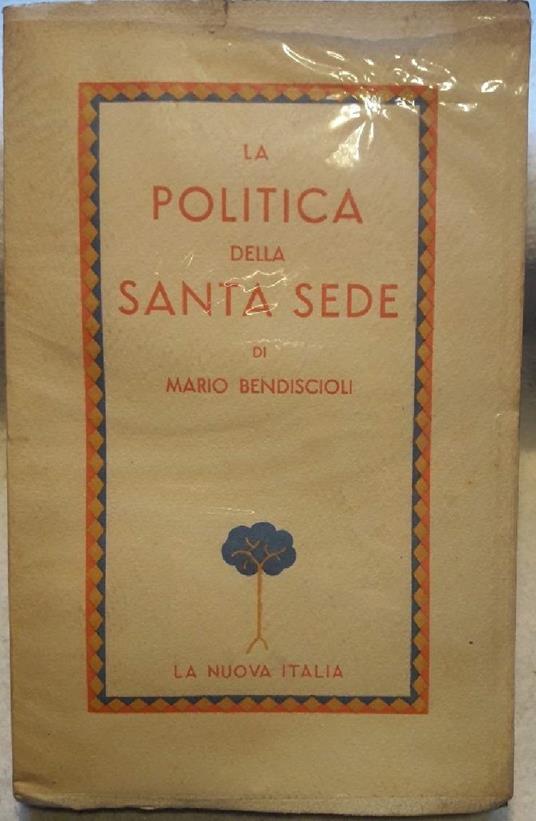 LA
POLITICA
DELLA
SANTA SEDE
DI
MARIO BENDISCIOLI
LA NUOVA ITALIA